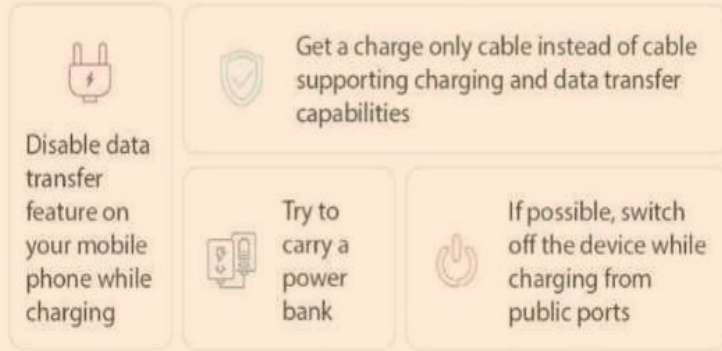 Disable data
transfer
feature on
your mobile
phone while
charging
Get a charge only cable instead of cable
supporting charging and data transfer
capabilities
Try to
carry a
power
bank
If possible, switch
off the device while
charging from
public ports